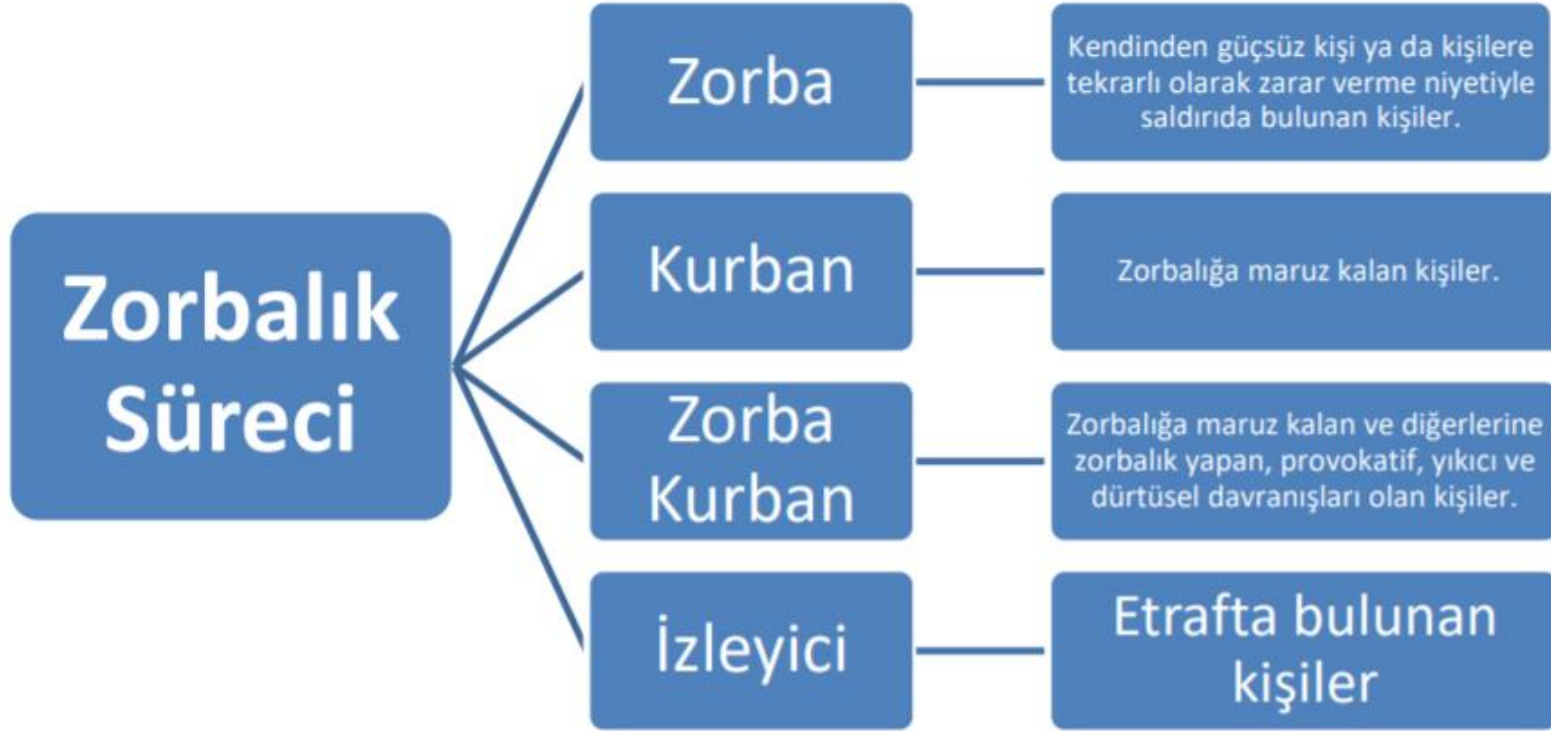 Zorbalık
Süreci
Zorba
Kendinden güçsüz kişi ya da kişilere
tekrarlı olarak zarar verme niyetiyle
saldırıda bulunan kişiler.
Kurban
Zorbalığa maruz kalan kişiler.
Zorba
Kurban
Zorbalığa maruz kalan ve diğerlerine
zorbalık yapan, provokatif, yıkıcı ve
dürtüsel davranışları olan kişiler.
İzleyici
Etrafta bulunan
kişiler